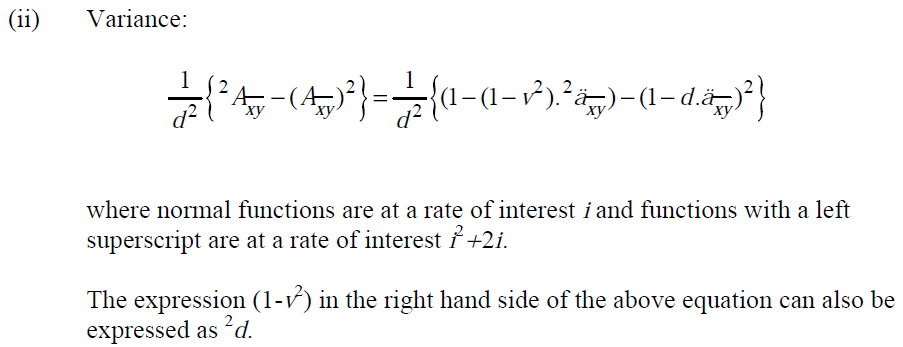 (ii) Variance:
$\frac{1}{d^2}\left\{{}^2A_{\overline{xy}}-(A_{\overline{xy}})^2\right\}=\frac{1}{d^2}\left\{(1-(1-v^2).{}^2\ddot{a}_{\overline{xy}})-(1-d.\ddot{a}_{\overline{xy}})^2\right\}$
where normal functions are at a rate of interest i and functions with a left
superscript are at a rate of interest i²+2i.
The expression (1-v²) in the right hand side of the above equation can also be
expressed as ²d.